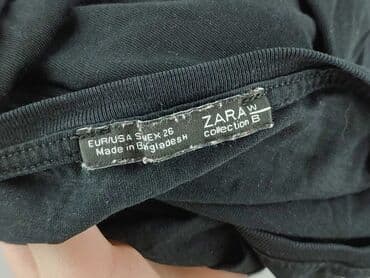 ZARA W
collection B
EUR/USA S MEX 26
Made in Bangladesh